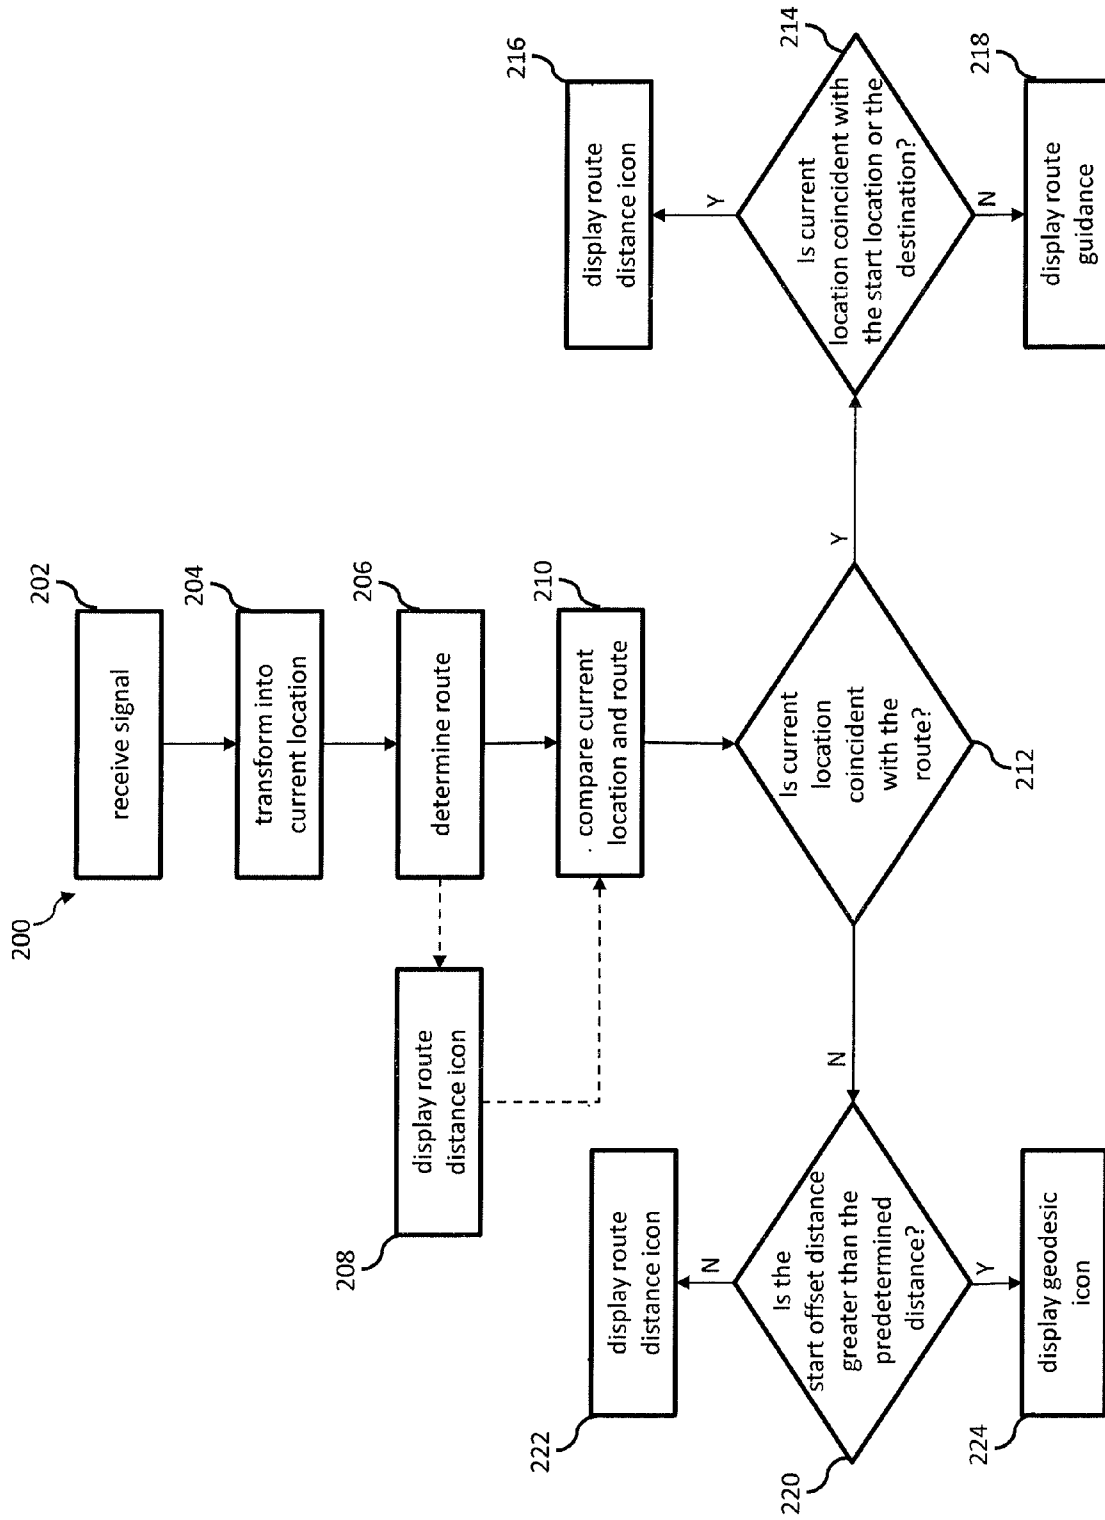 200
202
receive signal
204
transform into
current location
206
determine route
208
display route
distance icon
210
. compare current
location and route
212
Is current
location
coincident
with the
route?
Y
N
214
Is current
location coincident with
the start location or the
destination?
Y
N
216
display route
distance icon
218
display route
guidance
220
Is the
start offset distance
greater than the
predetermined
distance?
N
Y
222
display route
distance icon
224
display geodesic
icon